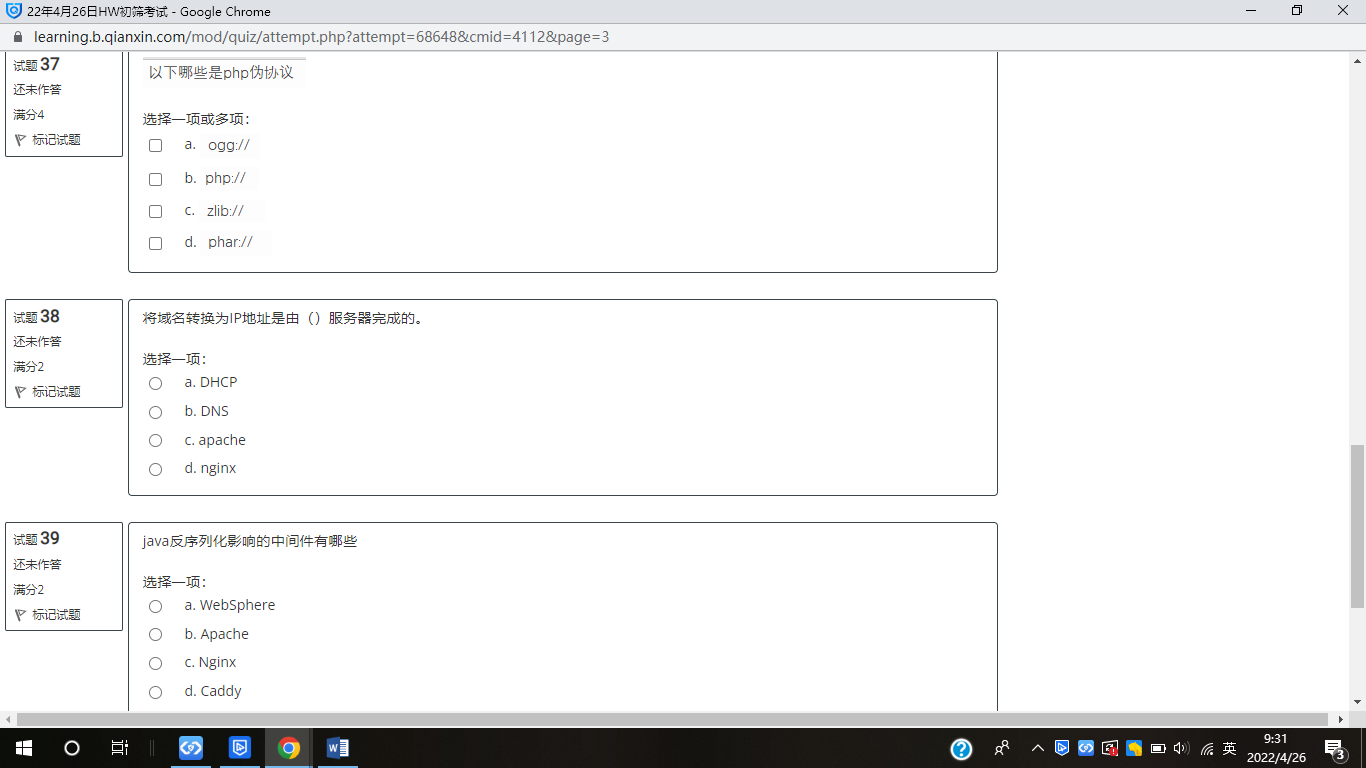 22年4月26日HW初筛考试 - Google Chrome
learning.b.qianxin.com/mod/quiz/attempt.php?attempt=68648&cmid=4112&page=3
试题 37
还未作答
满分4
标记试题
以下哪些是php伪协议
选择一项或多项：
a. ogg://
b. php://
c. zlib://
d. phar://
试题 38
还未作答
满分2
标记试题
将域名转换为IP地址是由（）服务器完成的。
选择一项：
a. DHCP
b. DNS
c. apache
d. nginx
试题 39
还未作答
满分2
标记试题
java反序列化影响的中间件有哪些
选择一项：
a. WebSphere
b. Apache
c. Nginx
d. Caddy
英
9:31
2022/4/26
3